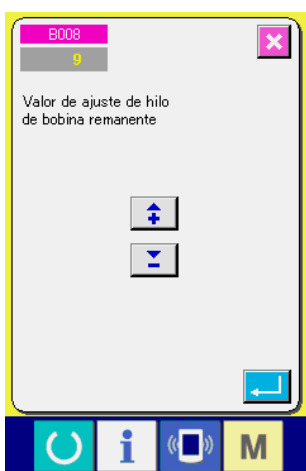 B008
9
Valor de ajuste de hilo
de bobina remanente
i
M